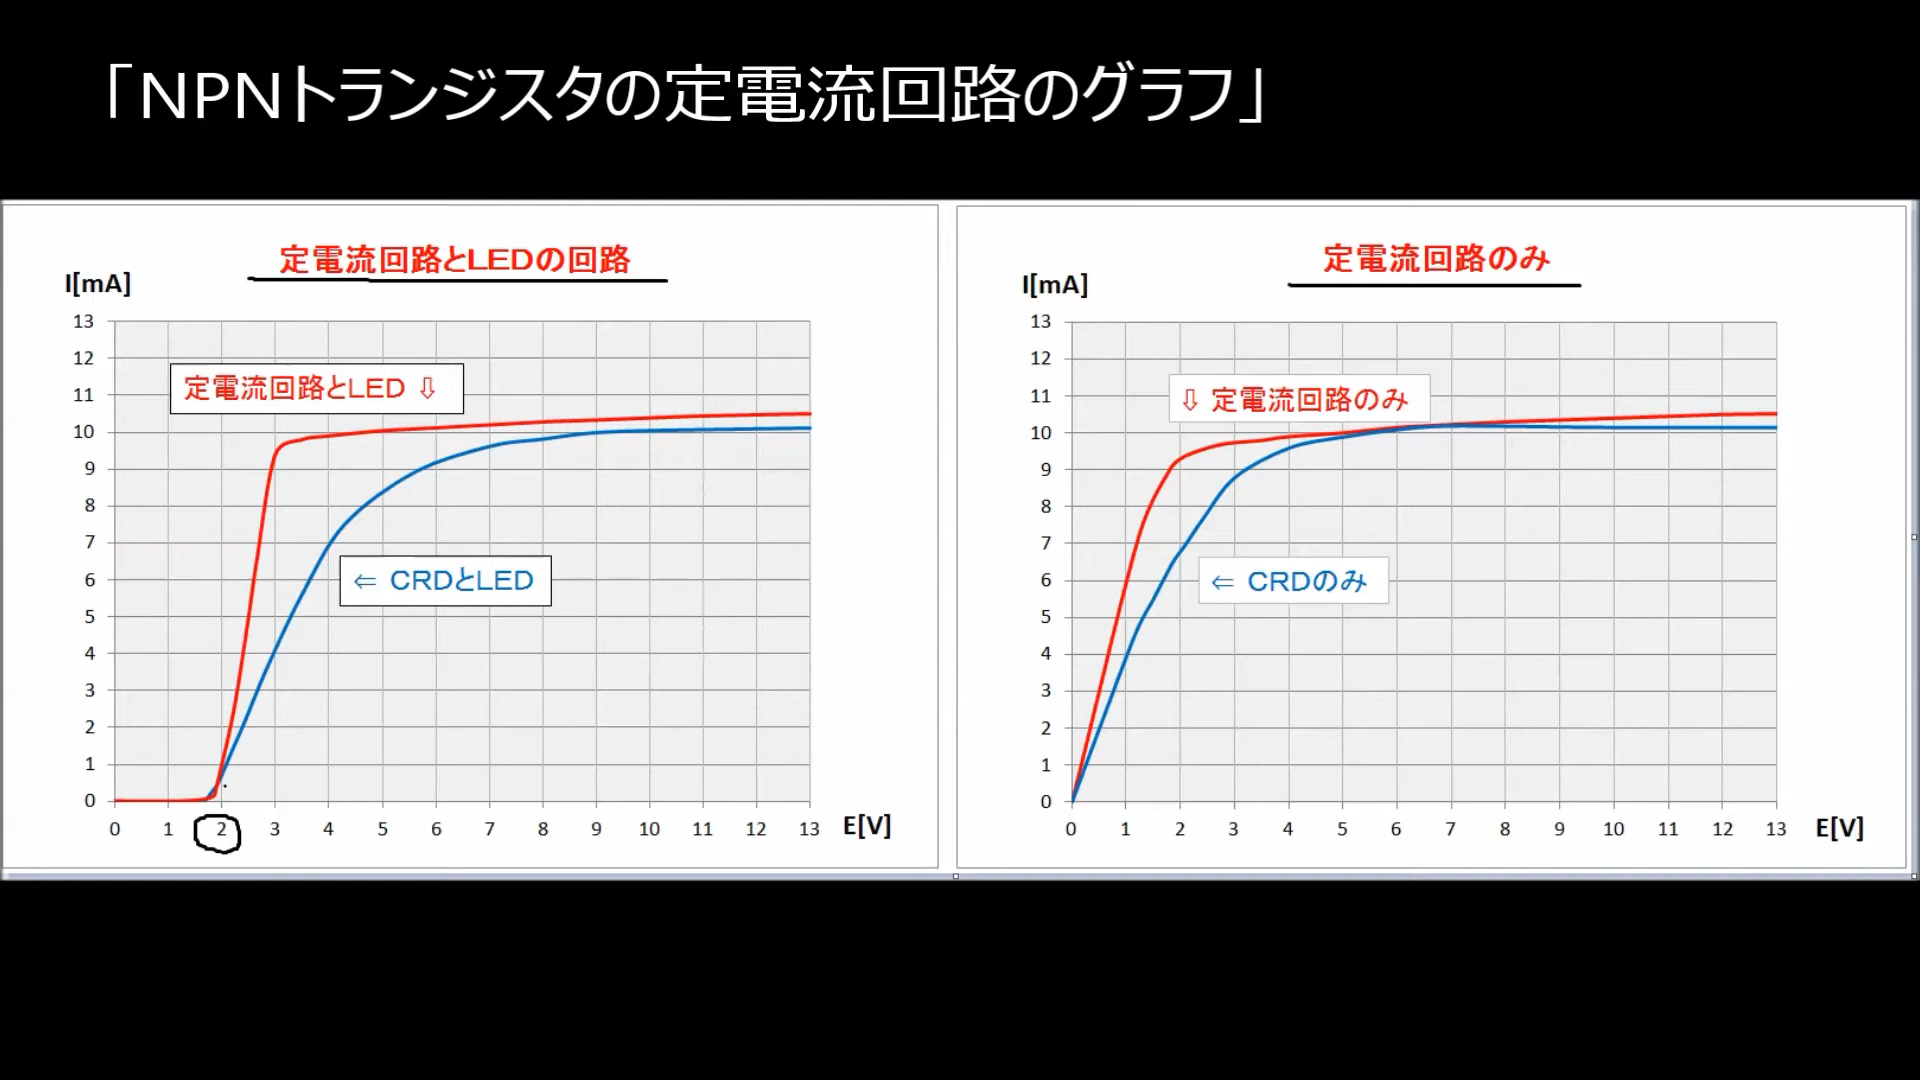 「NPNトランジスタの定電流回路のグラフ」
定電流回路とLEDの回路
I[mA]
13
12
11
10
9
8
7
6
5
4
3
2
1
0
定電流回路とLED ⇩
⇐ CRDとLED
0 1 2 3 4 5 6 7 8 9 10 11 12 13 E[V]
定電流回路のみ
I[mA]
13
12
11
10
9
8
7
6
5
4
3
2
1
0
⇩ 定電流回路のみ
⇐ CRDのみ
0 1 2 3 4 5 6 7 8 9 10 11 12 13 E[V]